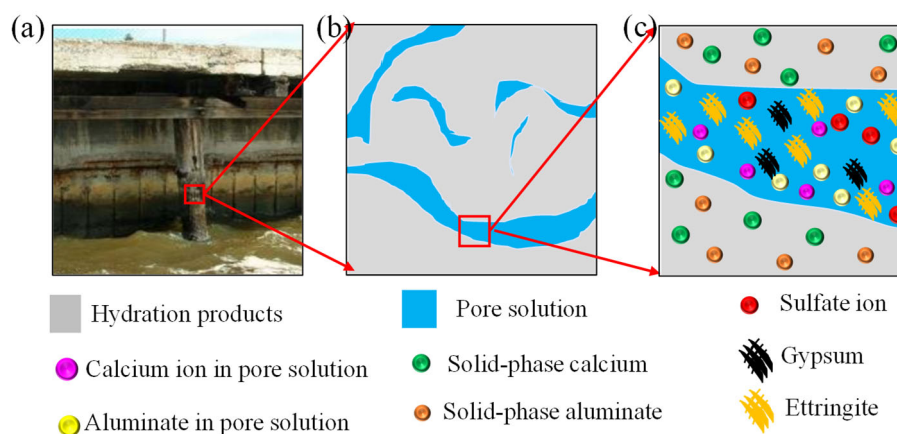 (a)
(b)
(c)
Hydration products
Pore solution
Sulfate ion
Calcium ion in pore solution
Solid-phase calcium
Gypsum
Aluminate in pore solution
Solid-phase aluminate
Ettringite